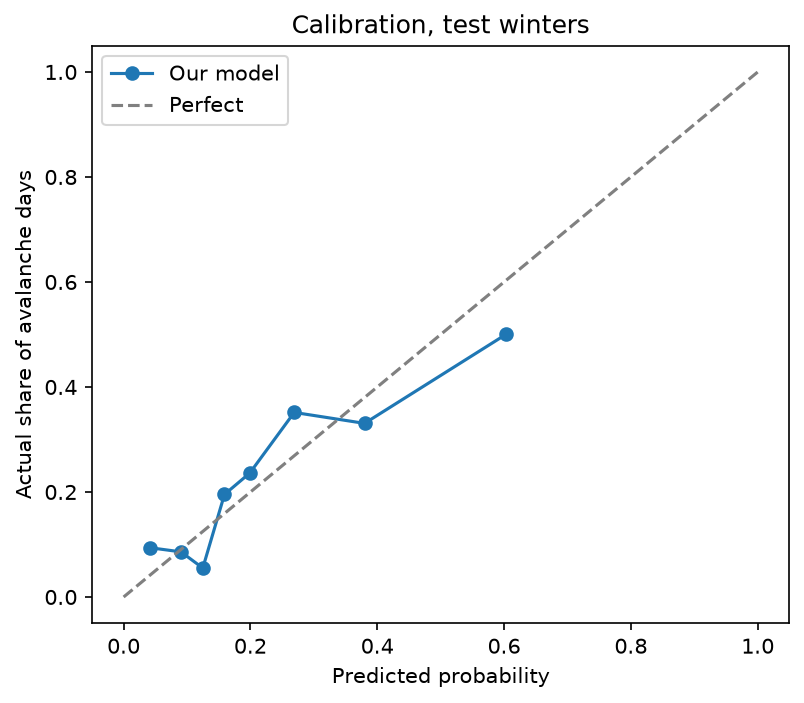 Calibration, test winters
Our model
Perfect
Actual share of avalanche days
1.0
0.8
0.6
0.4
0.2
0.0
0.0 0.2 0.4 0.6 0.8 1.0
Predicted probability